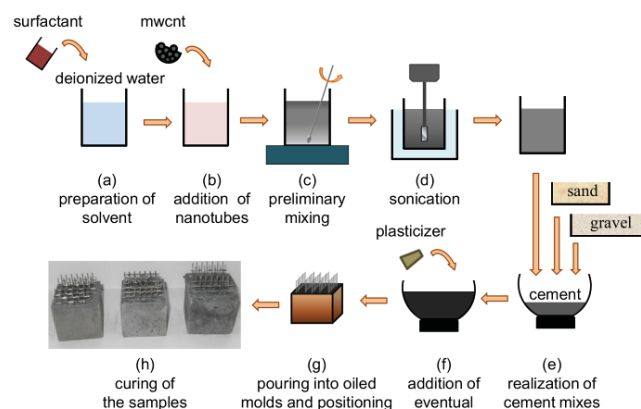 surfactant
mwcnt
deionized water
(a)
preparation of
solvent
(b)
addition of
nanotubes
(c)
preliminary
mixing
(d)
sonication
sand
gravel
plasticizer
cement
(h)
curing of
the samples
(g)
pouring into oiled
molds and positioning
(f)
addition of
eventual
(e)
realization of
cement mixes